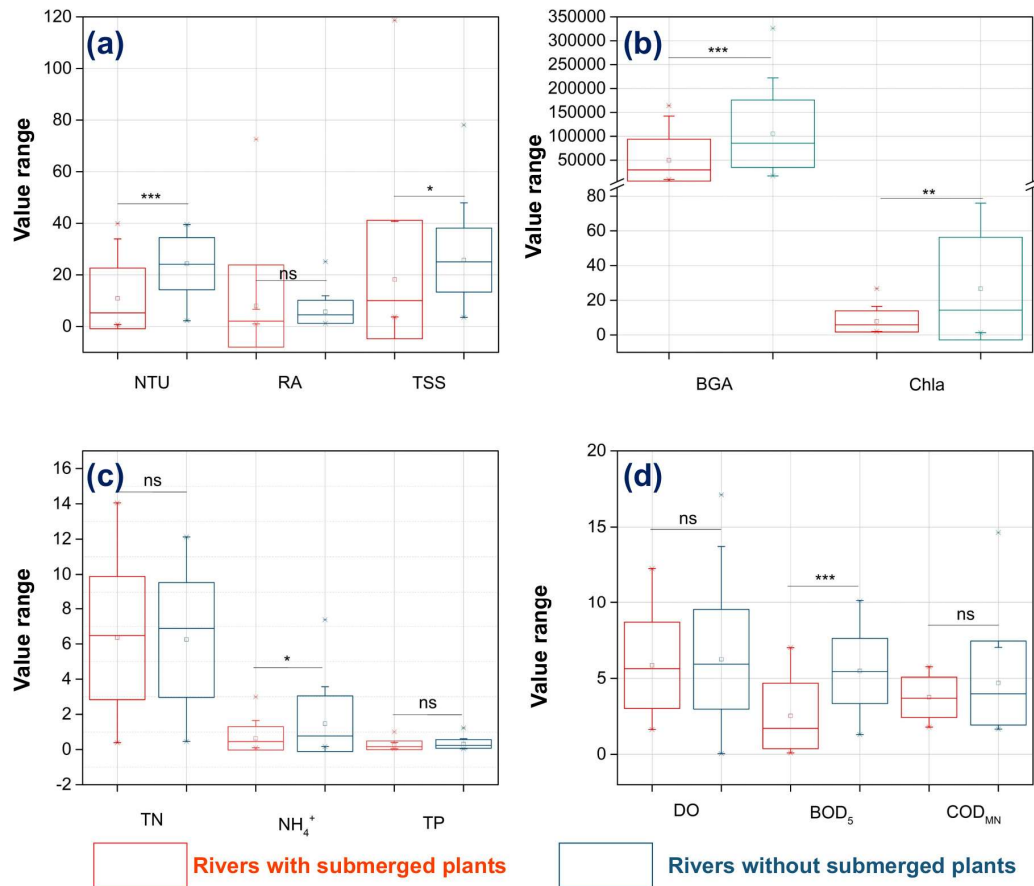 (a)
Value range
120
100
80
60
40
20
0
***
ns
*
NTU RA TSS
(b)
Value range
350000
300000
250000
200000
150000
100000
50000
80
60
40
20
0
***
**
BGA Chla
(c)
Value range
16
14
12
10
8
6
4
2
0
-2
ns
*
ns
TN NH₄⁺ TP
(d)
Value range
20
15
10
5
0
ns
***
ns
DO BOD₅ COD_MN
Rivers with submerged plants
Rivers without submerged plants